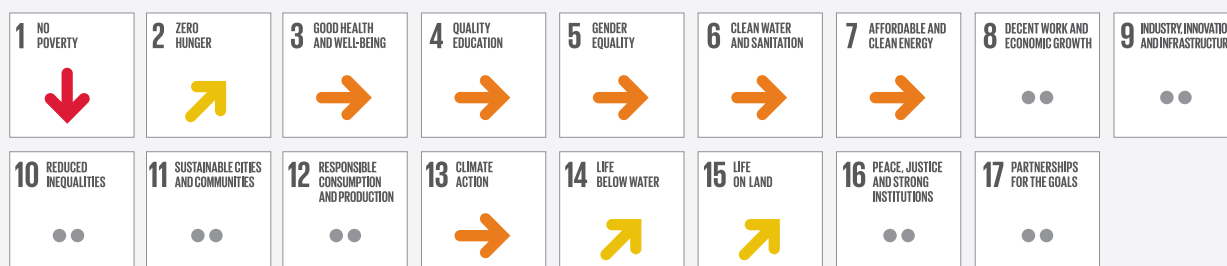 1 NO
POVERTY
2 ZERO
HUNGER
3 GOOD HEALTH
AND WELL-BEING
4 QUALITY
EDUCATION
5 GENDER
EQUALITY
6 CLEAN WATER
AND SANITATION
7 AFFORDABLE AND
CLEAN ENERGY
8 DECENT WORK AND
ECONOMIC GROWTH
9 INDUSTRY, INNOVATIO
AND INFRASTRUCTUR
10 REDUCED
INEQUALITIES
11 SUSTAINABLE CITIES
AND COMMUNITIES
12 RESPONSIBLE
CONSUMPTION
AND PRODUCTION
13 CLIMATE
ACTION
14 LIFE
BELOW WATER
15 LIFE
ON LAND
16 PEACE, JUSTICE
AND STRONG
INSTITUTIONS
17 PARTNERSHIPS
FOR THE GOALS